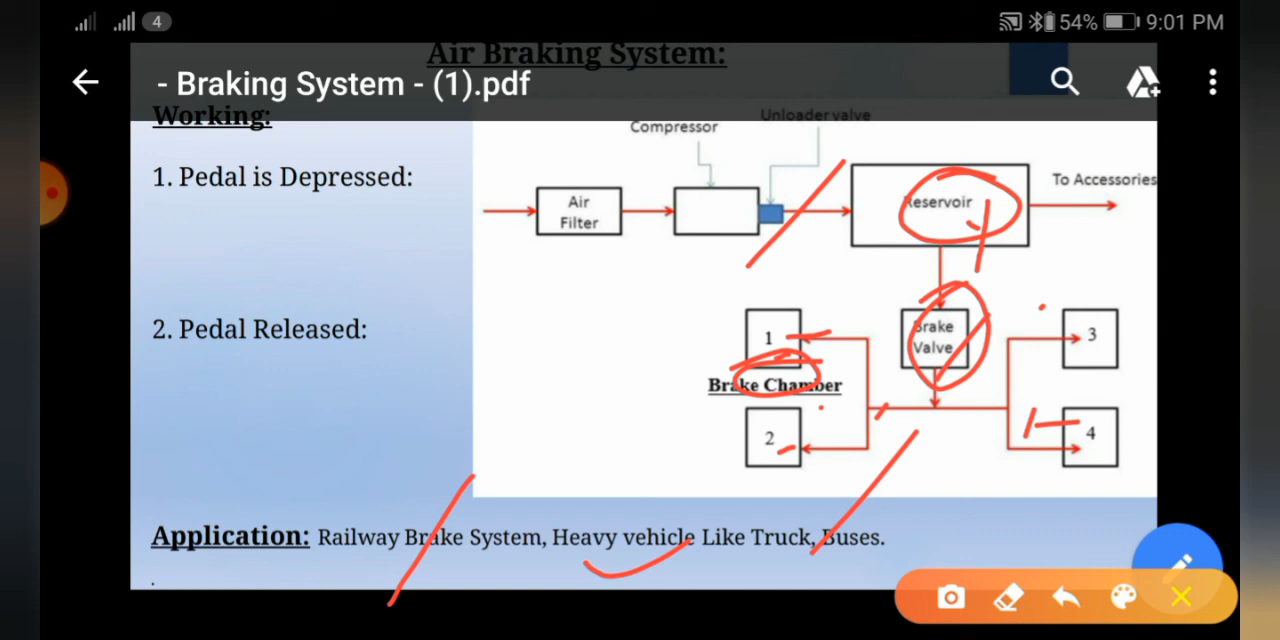 4 54% 9:01 PM
Air Braking System:
- Braking System - (1).pdf
Working:
Compressor
Unloader valve
1. Pedal is Depressed:
Air
Filter
Reservoir
To Accessories
2. Pedal Released:
1
Brake
Valve
3
Brake Chamber
2
4
Application: Railway Brake System, Heavy vehicle Like Truck, Buses.
.